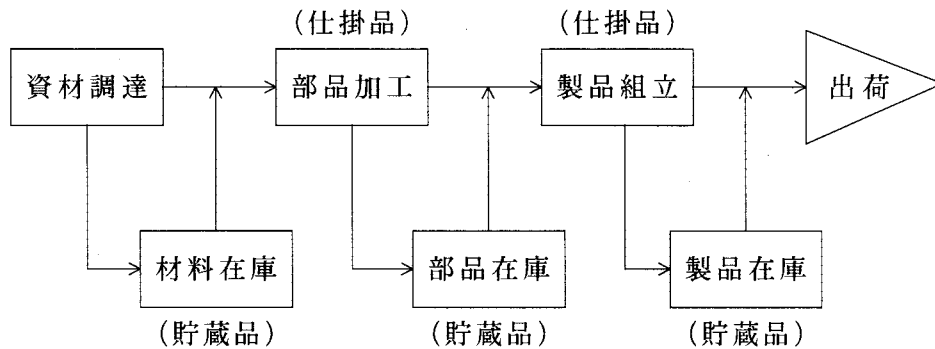 (仕掛品)
(仕掛品)
資材調達
部品加工
製品組立
出荷
材料在庫
部品在庫
製品在庫
(貯蔵品)
(貯蔵品)
(貯蔵品)